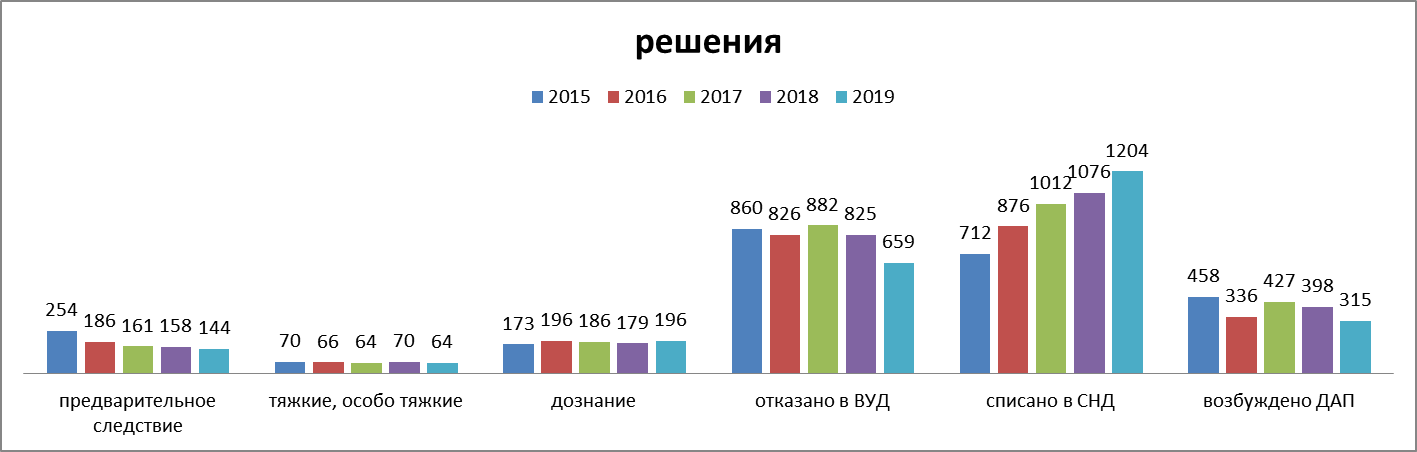 решения
2015 2016 2017 2018 2019
254 186 161 158 144
70 66 64 70 64
173 196 186 179 196
860 826 882 825 659
712 876 1012 1076 1204
458 336 427 398 315
предварительное
следствие
тяжкие, особо тяжкие
дознание
отказано в ВУД
списано в СНД
возбуждено ДАП